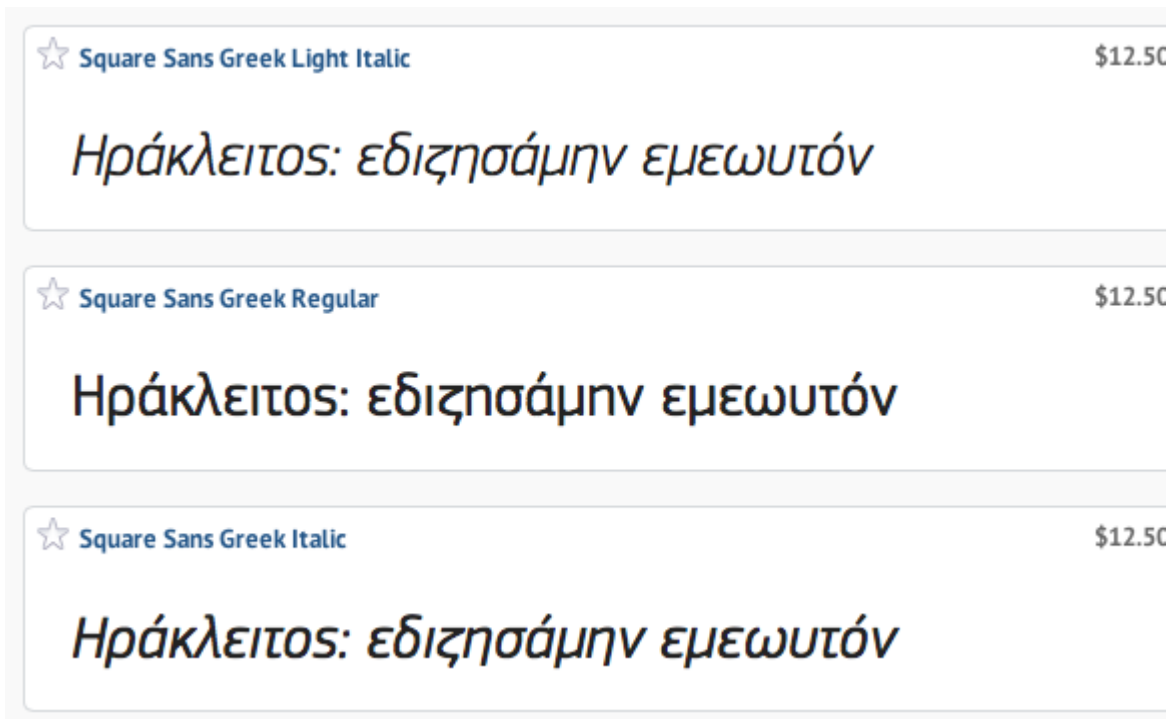 Square Sans Greek Light Italic $12.50
Ηράκλειτος: εδιζησάμην εμεωυτόν
Square Sans Greek Regular $12.50
Ηράκλειτος: εδιζησάμην εμεωυτόν
Square Sans Greek Italic $12.50
Ηράκλειτος: εδιζησάμην εμεωυτόν